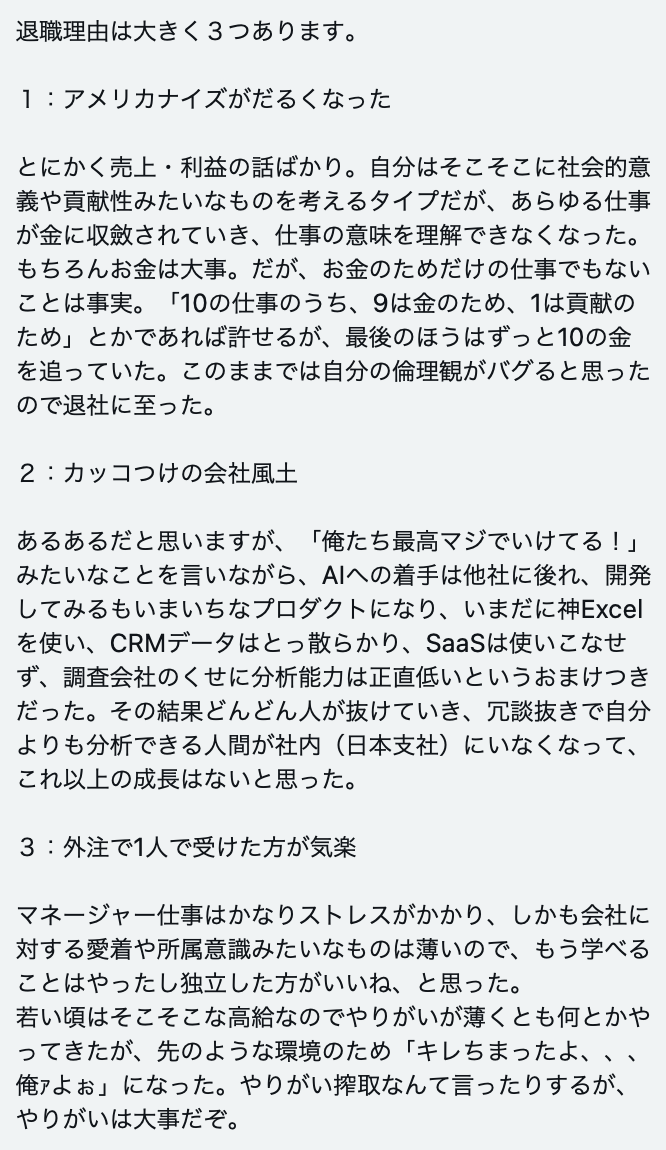 退職理由は大きく３つあります。
１：アメリカナイズがだるくなった
とにかく売上・利益の話ばかり。自分はそこそこに社会的意
義や貢献性みたいなものを考えるタイプだが、あらゆる仕事
が金に収斂されていき、仕事の意味を理解できなくなった。
もちろんお金は大事。だが、お金のためだけの仕事でもない
ことは事実。「10の仕事のうち、9は金のため、1は貢献の
ため」とかであれば許せるが、最後のほうはずっと10の金
を追っていた。このままでは自分の倫理観がバグると思った
ので退社に至った。
２：カッコつけの会社風土
あるあるだと思いますが、「俺たち最高マジでいけてる！」
みたいなことを言いながら、AIへの着手は他社に後れ、開発
してみるもいまいちなプロダクトになり、いまだに神Excel
を使い、CRMデータはとっ散らかり、SaaSは使いこなせ
ず、調査会社のくせに分析能力は正直低いというおまけつき
だった。その結果どんどん人が抜けていき、冗談抜きで自分
よりも分析できる人間が社内（日本支社）にいなくなって、
これ以上の成長はないと思った。
３：外注で1人で受けた方が気楽
マネージャー仕事はかなりストレスがかかり、しかも会社に
対する愛着や所属意識みたいなものは薄いので、もう学べる
ことはやったし独立した方がいいね、と思った。
若い頃はそこそこな高給なのでやりがいが薄くとも何とかや
ってきたが、先のような環境のため「キレちまったよ、、、
俺ｧよぉ」になった。やりがい搾取なんて言ったりするが、
やりがいは大事だぞ。